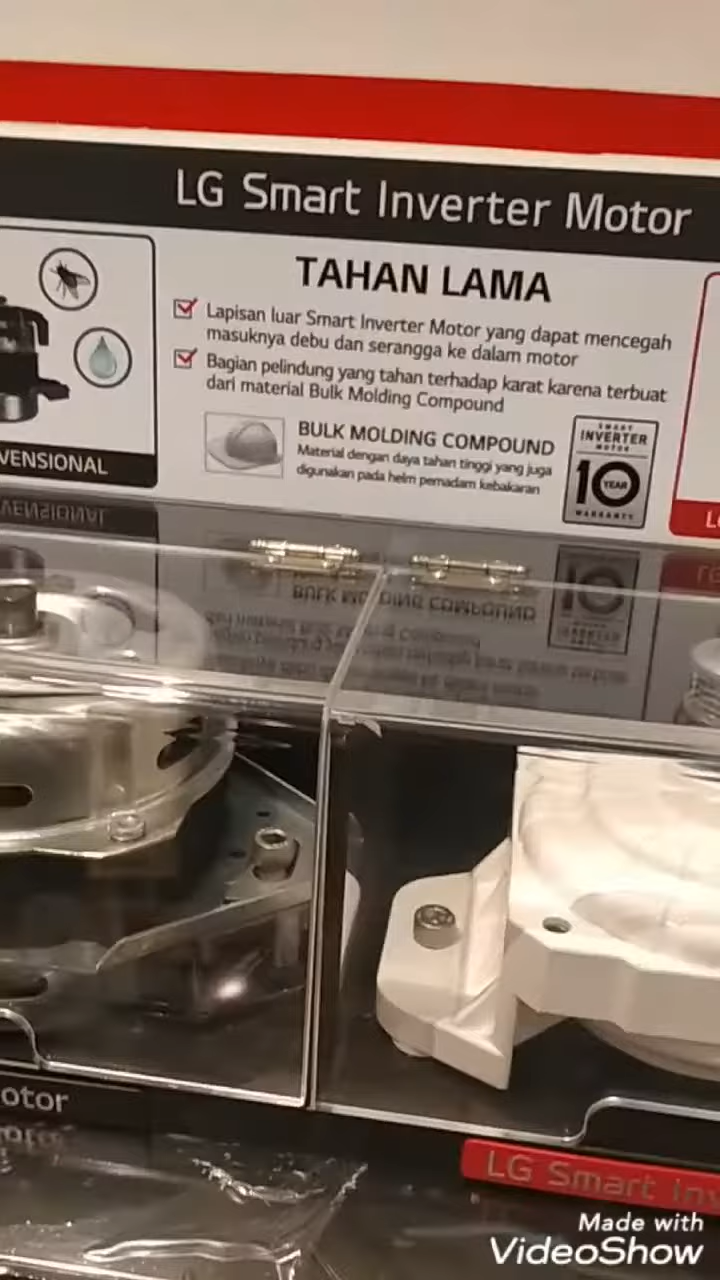 LG Smart Inverter Motor
TAHAN LAMA
Lapisan luar Smart Inverter Motor yang dapat mencegah
masuknya debu dan serangga ke dalam motor
Bagian pelindung yang tahan terhadap karat karena terbuat
dari material Bulk Molding Compound
BULK MOLDING COMPOUND
Material dengan daya tahan tinggi yang juga
digunakan pada helm pemadam kebakaran
SMART
INVERTER
MOTOR
10 YEAR
WARRANTY
VENSIONAL
L
otor
LG Smart In
Made with
VideoShow